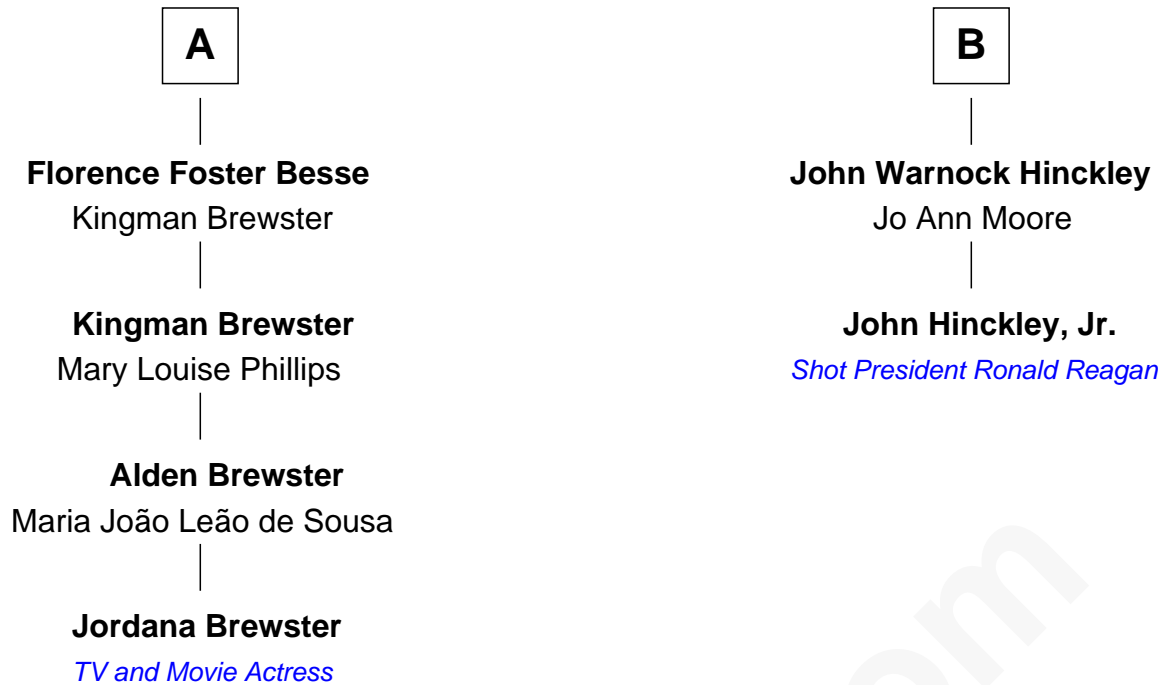 A
Florence Foster Besse
Kingman Brewster
Kingman Brewster
Mary Louise Phillips
Alden Brewster
Maria João Leão de Sousa
Jordana Brewster
TV and Movie Actress
B
John Warnock Hinckley
Jo Ann Moore
John Hinckley, Jr.
Shot President Ronald Reagan
om